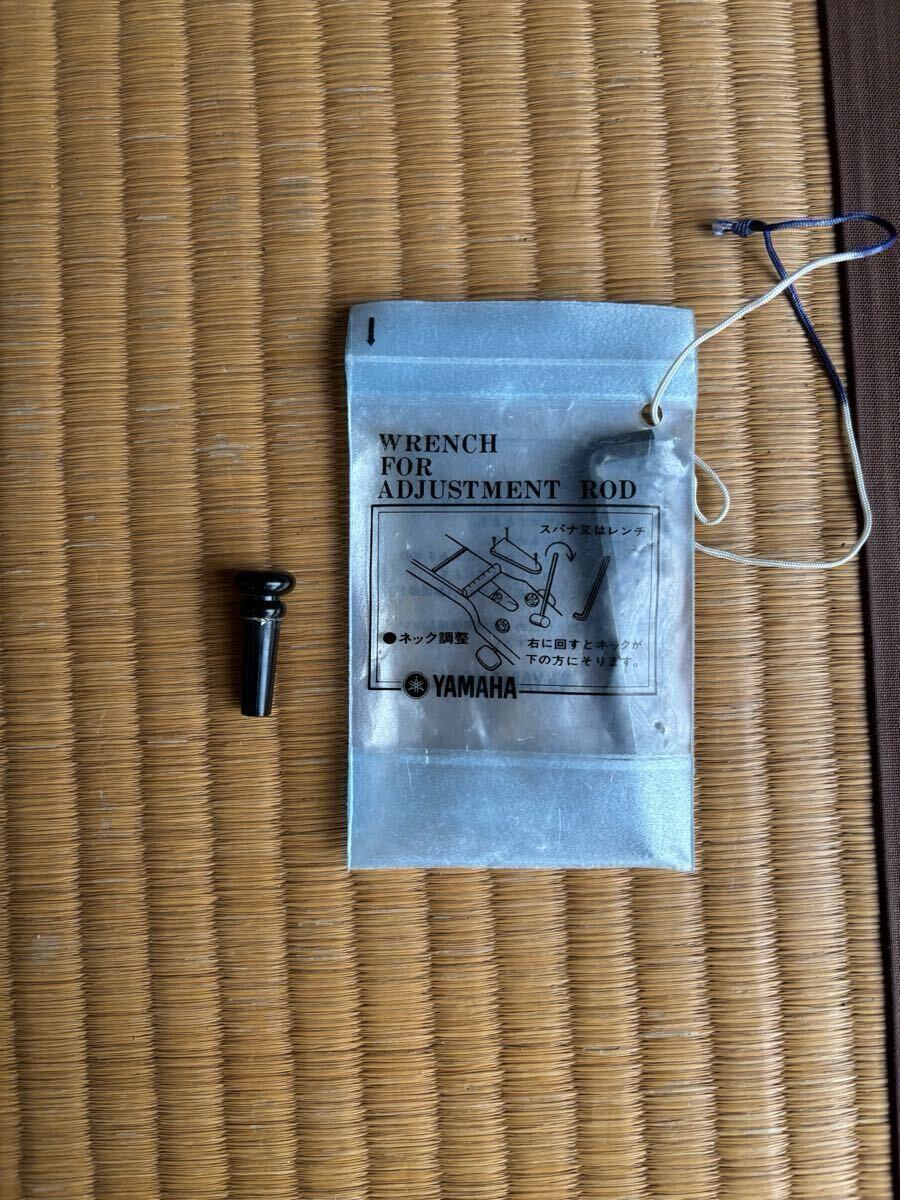 WRENCH
FOR
ADJUSTMENT ROD
スパナ又はレンチ
●ネック調整
右に回すとネックが
下の方にそります。
YAMAHA